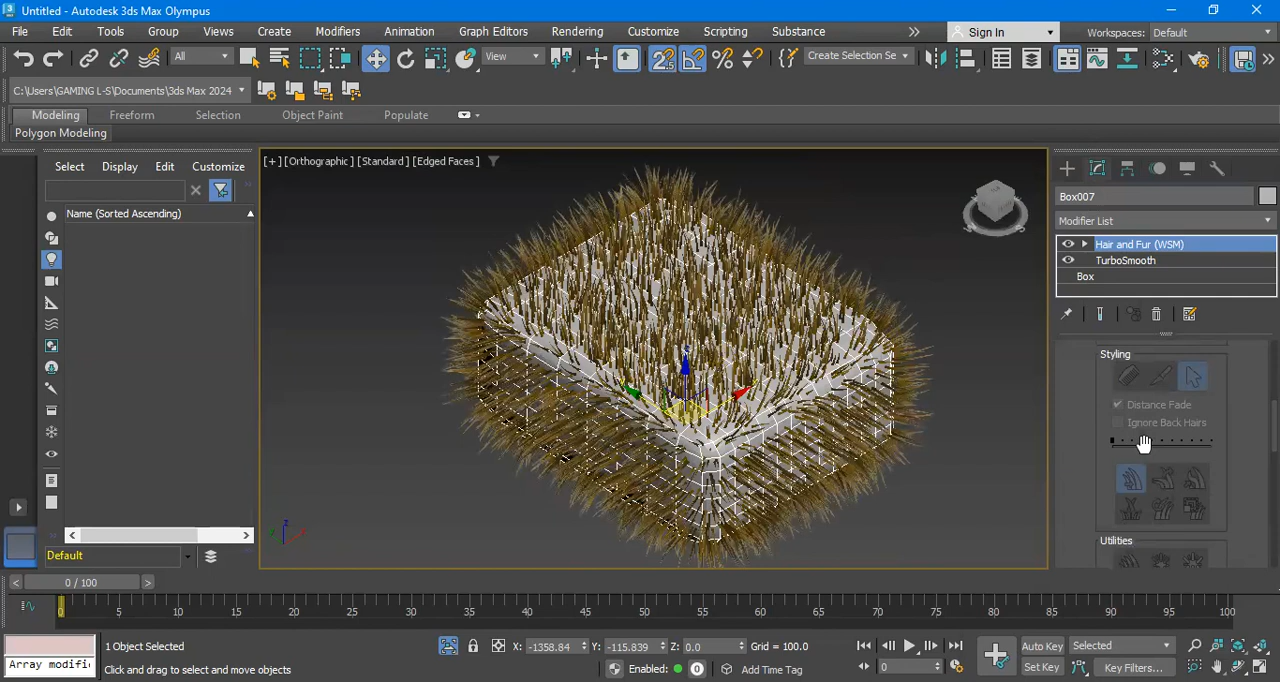 Untitled - Autodesk 3ds Max Olympus
File Edit Tools Group Views Create Modifiers Animation Graph Editors Rendering Customize Scripting Substance Sign In Workspaces: Default
All View Create Selection Se
C:\Users\GAMING L-S\Documents\3ds Max 2024
Modeling Freeform Selection Object Paint Populate
Polygon Modeling
Select Display Edit Customize
Name (Sorted Ascending)
[+] [Orthographic] [Standard] [Edged Faces]
Box007
Modifier List
Hair and Fur (WSM)
TurboSmooth
Box
Styling
Distance Fade
Ignore Back Hairs
Utilities
Default
0 / 100
0 5 10 15 20 25 30 35 40 45 50 55 60 65 70 75 80 85 90 95 100
1 Object Selected X: -1358.84 Y: -115.839 Z: 0.0 Grid = 100.0 Auto Key Selected
Array modifi Click and drag to select and move objects Enabled: 0 Add Time Tag 0 Set Key Key Filters...